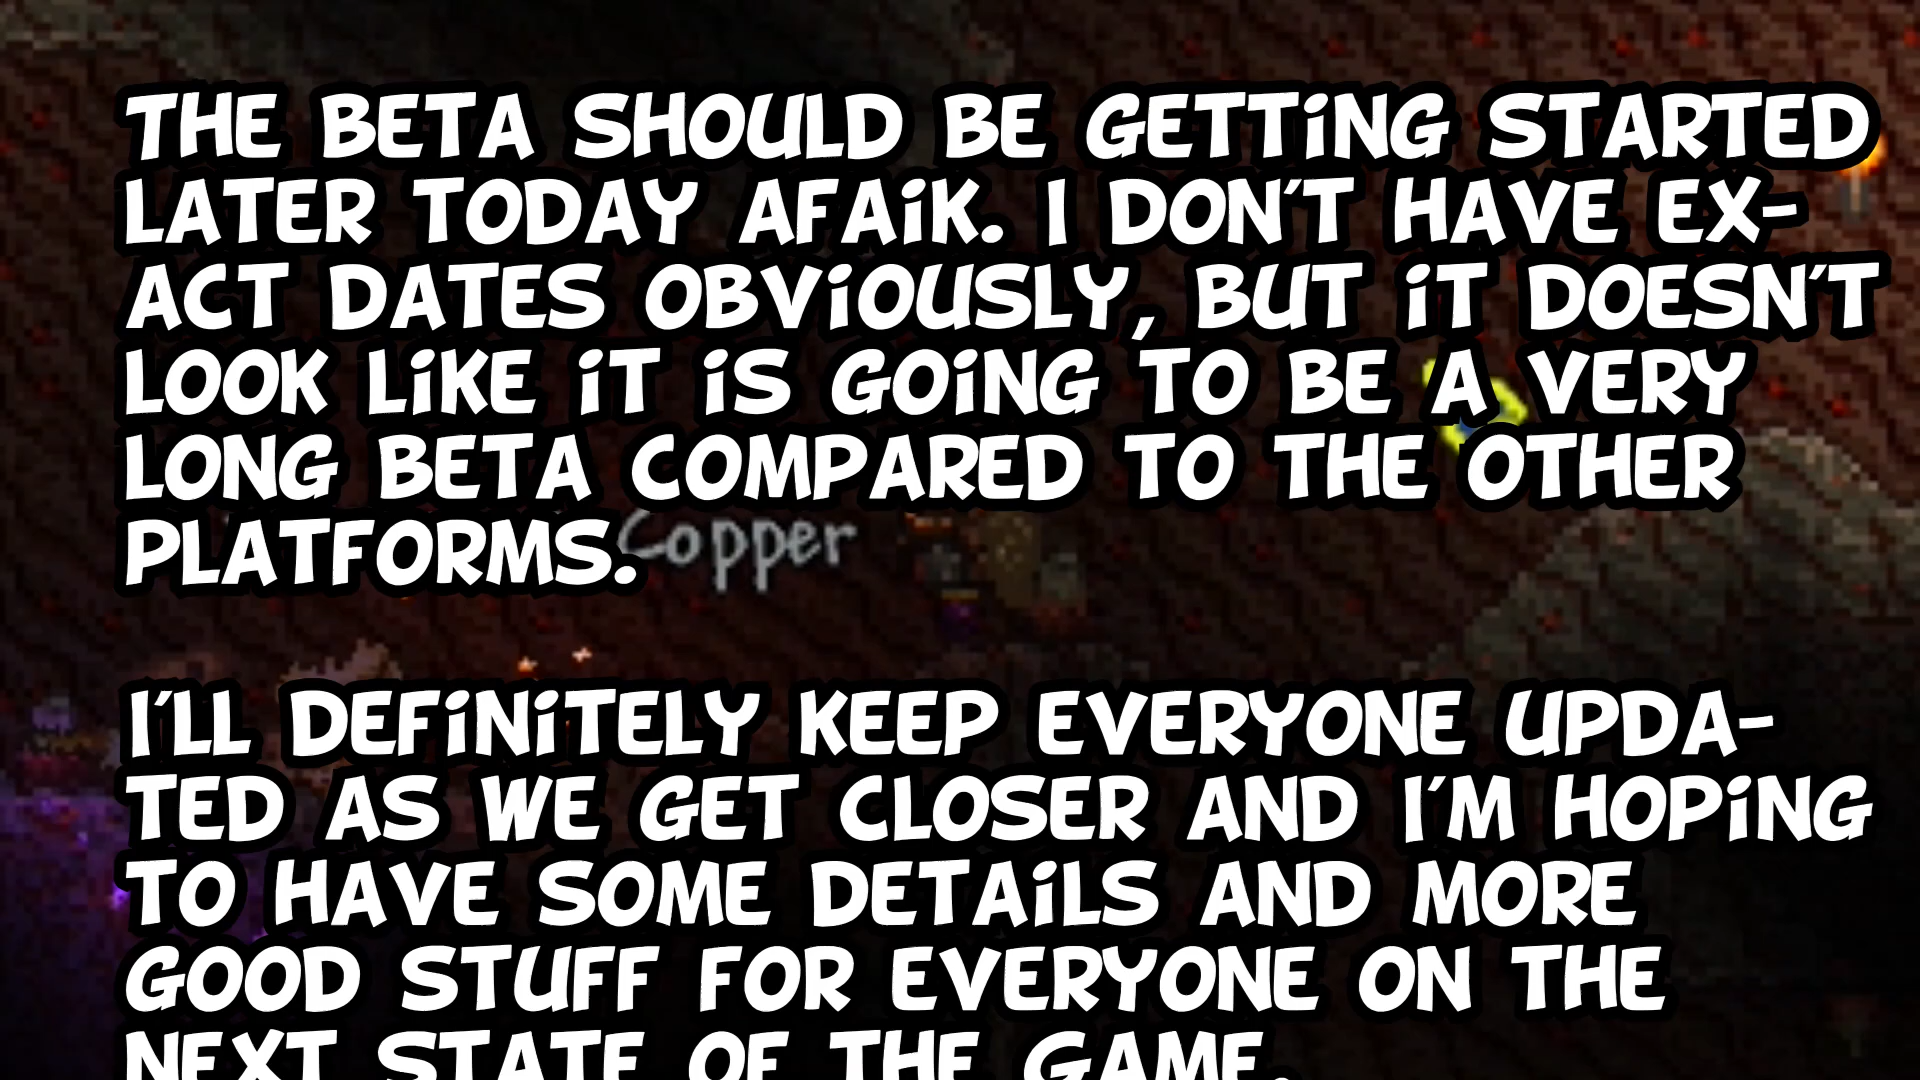 THE BETA SHOULD BE GETTING STARTED
LATER TODAY AFAIK. I DON'T HAVE EX-
ACT DATES OBVIOUSLY, BUT IT DOESN'T
LOOK LIKE IT IS GOING TO BE A VERY
LONG BETA COMPARED TO THE OTHER
PLATFORMS.
Copper
I'LL DEFINITELY KEEP EVERYONE UPDA-
TED AS WE GET CLOSER AND I'M HOPING
TO HAVE SOME DETAILS AND MORE
GOOD STUFF FOR EVERYONE ON THE
NEXT STATE OF THE GAME.